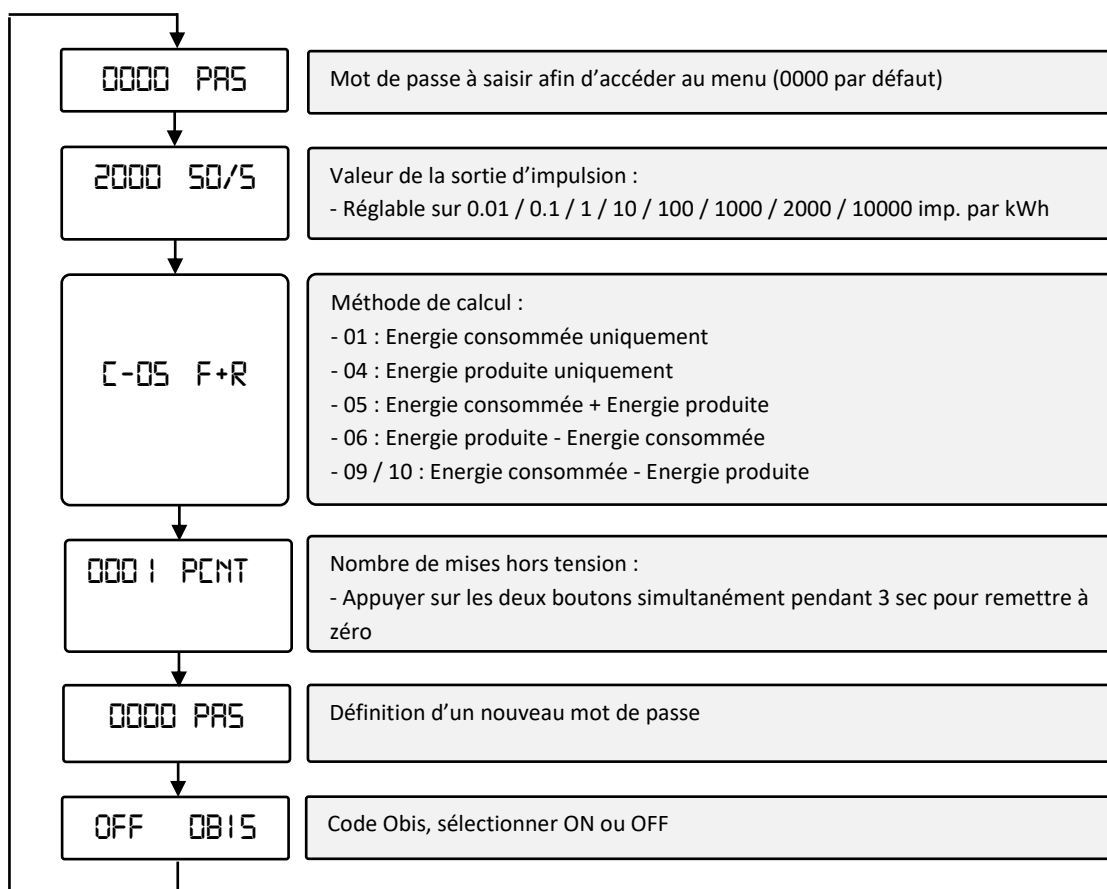 0000 PAS
Mot de passe à saisir afin d’accéder au menu (0000 par défaut)
2000 S0/S
Valeur de la sortie d’impulsion :
- Réglable sur 0.01 / 0.1 / 1 / 10 / 100 / 1000 / 2000 / 10000 imp. par kWh
C-05 F+R
Méthode de calcul :
- 01 : Energie consommée uniquement
- 04 : Energie produite uniquement
- 05 : Energie consommée + Energie produite
- 06 : Energie produite - Energie consommée
- 09 / 10 : Energie consommée - Energie produite
0001 PCNT
Nombre de mises hors tension :
- Appuyer sur les deux boutons simultanément pendant 3 sec pour remettre à
zéro
0000 PAS
Définition d’un nouveau mot de passe
OFF OBIS
Code Obis, sélectionner ON ou OFF